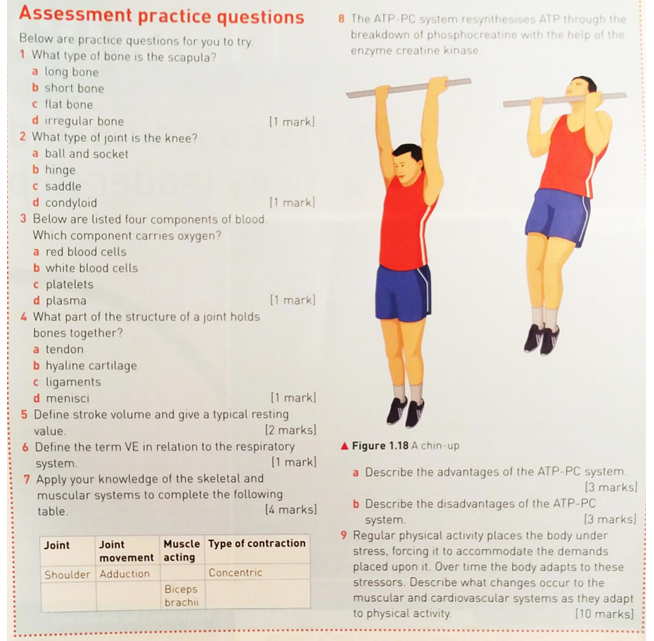 Assessment practice questions
Below are practice questions for you to try.
1 What type of bone is the scapula?
a long bone
b short bone
c flat bone
d irregular bone [1 mark]
2 What type of joint is the knee?
a ball and socket
b hinge
c saddle
d condyloid [1 mark]
3 Below are listed four components of blood.
Which component carries oxygen?
a red blood cells
b white blood cells
c platelets
d plasma [1 mark]
4 What part of the structure of a joint holds
bones together?
a tendon
b hyaline cartilage
c ligaments
d menisci [1 mark]
5 Define stroke volume and give a typical resting
value. [2 marks]
6 Define the term VE in relation to the respiratory
system. [1 mark]
7 Apply your knowledge of the skeletal and
muscular systems to complete the following
table. [4 marks]
Joint Joint movement Muscle acting Type of contraction
Shoulder Adduction Concentric
Biceps brachii
8 The ATP-PC system resynthesises ATP through the
breakdown of phosphocreatine with the help of the
enzyme creatine kinase.
▲ Figure 1.18 A chin-up
a Describe the advantages of the ATP-PC system.
[3 marks]
b Describe the disadvantages of the ATP-PC
system. [3 marks]
9 Regular physical activity places the body under
stress, forcing it to accommodate the demands
placed upon it. Over time the body adapts to these
stressors. Describe what changes occur to the
muscular and cardiovascular systems as they adapt
to physical activity. [10 marks]